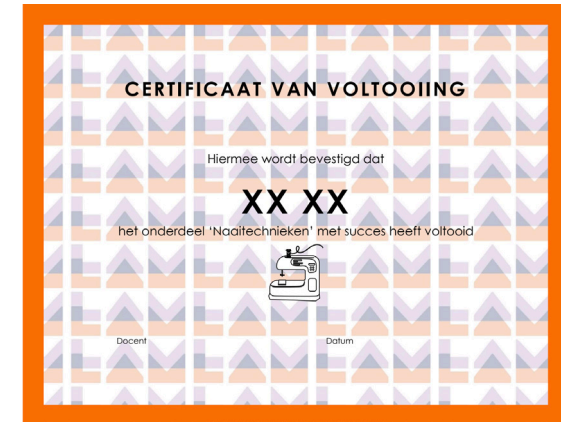 CERTIFICAAT VAN VOLTOOIING
Hiermee wordt bevestigd dat
XX XX
het onderdeel ‘Naaitechnieken’ met succes heeft voltooid
Docent
Datum